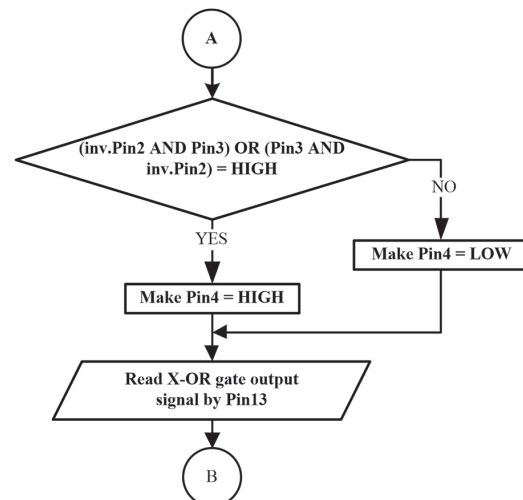 A
(inv.Pin2 AND Pin3) OR (Pin3 AND
inv.Pin2) = HIGH
NO
YES
Make Pin4 = LOW
Make Pin4 = HIGH
Read X-OR gate output
signal by Pin13
B